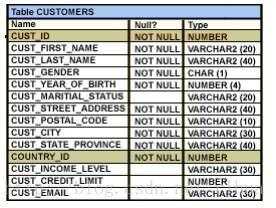 Table CUSTOMERS
Name Null? Type
CUST_ID NOT NULL NUMBER
CUST_FIRST_NAME NOT NULL VARCHAR2 (20)
CUST_LAST_NAME NOT NULL VARCHAR2 (40)
CUST_GENDER NOT NULL CHAR (1)
CUST_YEAR_OF_BIRTH NOT NULL NUMBER (4)
CUST_MARITIAL_STATUS VARCHAR2 (20)
CUST_STREET_ADDRESS NOT NULL VARCHAR2 (40)
CUST_POSTAL_CODE NOT NULL VARCHAR2 (10)
CUST_CITY NOT NULL VARCHAR2 (30)
CUST_STATE_PROVINCE NOT NULL VARCHAR2 (40)
COUNTRY_ID NOT NULL NUMBER
CUST_INCOME_LEVEL VARCHAR2 (30)
CUST_CREDIT_LIMIT NUMBER
CUST_EMAIL VARCHAR2 (30)